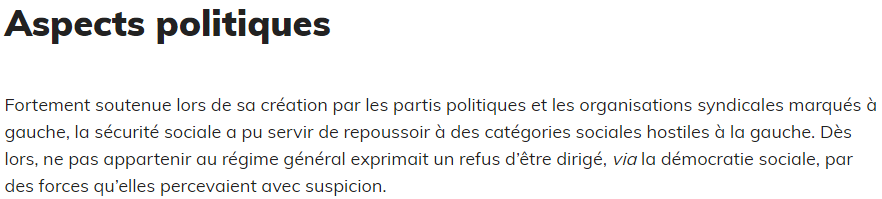 Aspects politiques
Fortement soutenue lors de sa création par les partis politiques et les organisations syndicales marqués à
gauche, la sécurité sociale a pu servir de repoussoir à des catégories sociales hostiles à la gauche. Dès
lors, ne pas appartenir au régime général exprimait un refus d’être dirigé, via la démocratie sociale, par
des forces qu’elles percevaient avec suspicion.